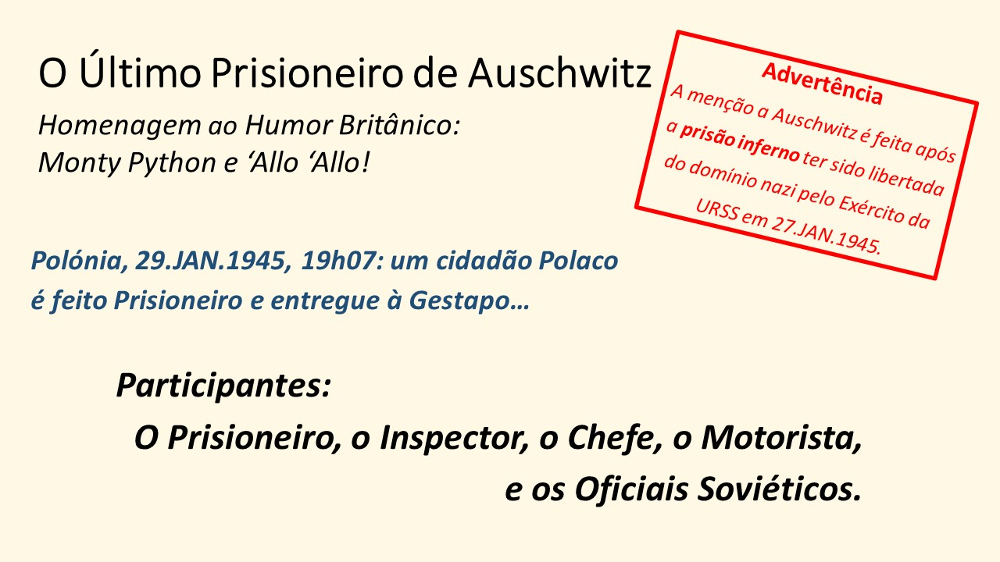 O Último Prisioneiro de Auschwitz
Homenagem ao Humor Britânico:
Monty Python e ‘Allo ‘Allo!
Advertência
A menção a Auschwitz é feita após
a prisão inferno ter sido libertada
do domínio nazi pelo Exército da
URSS em 27.JAN.1945.
Polónia, 29.JAN.1945, 19h07: um cidadão Polaco
é feito Prisioneiro e entregue à Gestapo…
Participantes:
O Prisioneiro, o Inspector, o Chefe, o Motorista,
e os Oficiais Soviéticos.